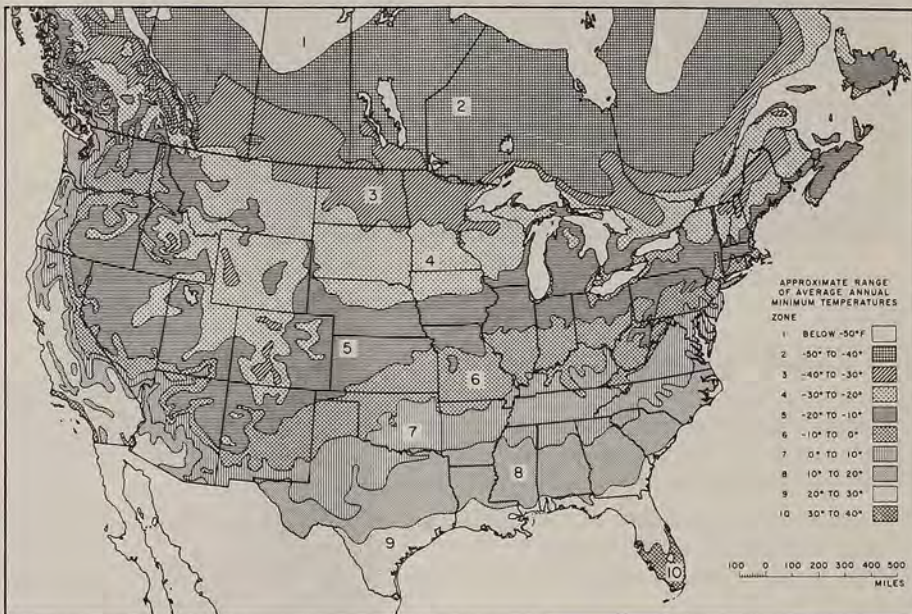 1
2
3
4
5
6
7
8
9
10
APPROXIMATE RANGE
OF AVERAGE ANNUAL
MINIMUM TEMPERATURES
ZONE
1 BELOW -50°F
2 -50° TO -40°
3 -40° TO -30°
4 -30° TO -20°
5 -20° TO -10°
6 -10° TO 0°
7 0° TO 10°
8 10° TO 20°
9 20° TO 30°
10 30° TO 40°
100 0 100 200 300 400 500
MILES